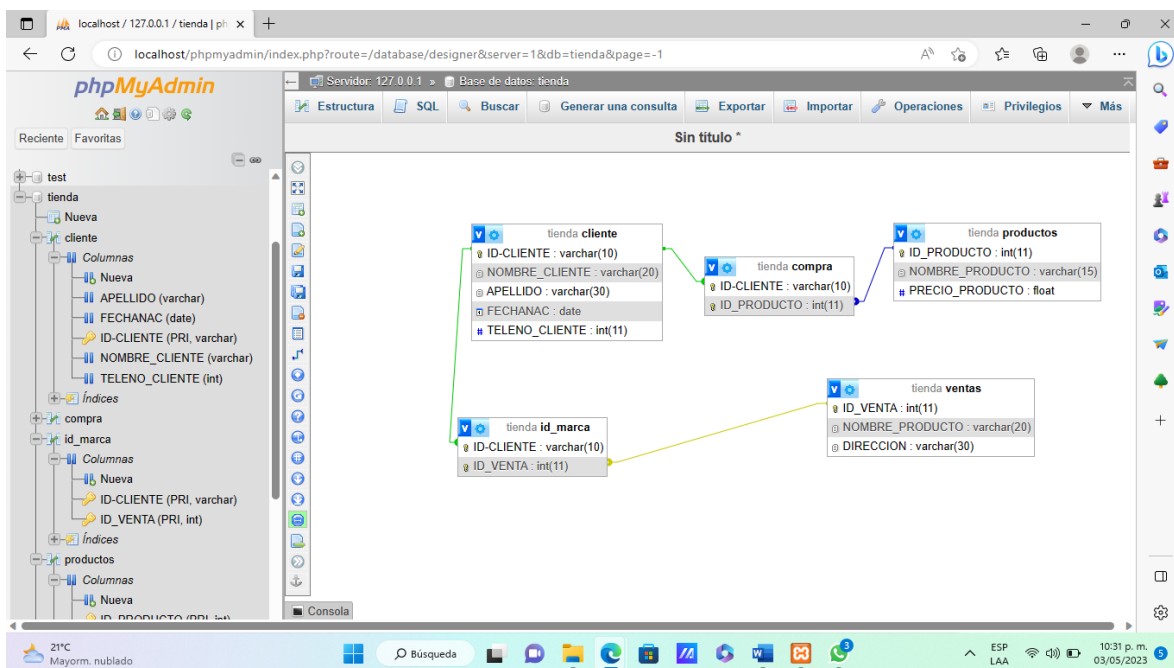 localhost / 127.0.0.1 / tienda | ph
localhost/phpmyadmin/index.php?route=/database/designer&server=1&db=tienda&page=-1
phpMyAdmin
Reciente Favoritas
test
tienda
Nueva
cliente
Columnas
Nueva
APELLIDO (varchar)
FECHANAC (date)
ID-CLIENTE (PRI, varchar)
NOMBRE_CLIENTE (varchar)
TELENO_CLIENTE (int)
Índices
compra
id_marca
Columnas
Nueva
ID-CLIENTE (PRI, varchar)
ID_VENTA (PRI, int)
Índices
productos
Columnas
Nueva
ID_PRODUCTO (PRI, int)
Servidor: 127.0.0.1 » Base de datos: tienda
Estructura SQL Buscar Generar una consulta Exportar Importar Operaciones Privilegios Más
Sin título *
tienda cliente
ID-CLIENTE : varchar(10)
NOMBRE_CLIENTE : varchar(20)
APELLIDO : varchar(30)
FECHANAC : date
TELENO_CLIENTE : int(11)
tienda compra
ID-CLIENTE : varchar(10)
ID_PRODUCTO : int(11)
tienda productos
ID_PRODUCTO : int(11)
NOMBRE_PRODUCTO : varchar(15)
PRECIO_PRODUCTO : float
tienda id_marca
ID-CLIENTE : varchar(10)
ID_VENTA : int(11)
tienda ventas
ID_VENTA : int(11)
NOMBRE_PRODUCTO : varchar(20)
DIRECCION : varchar(30)
Consola
21°C
Mayorm. nublado
Búsqueda
3
ESP
LAA
10:31 p. m.
03/05/2023
5